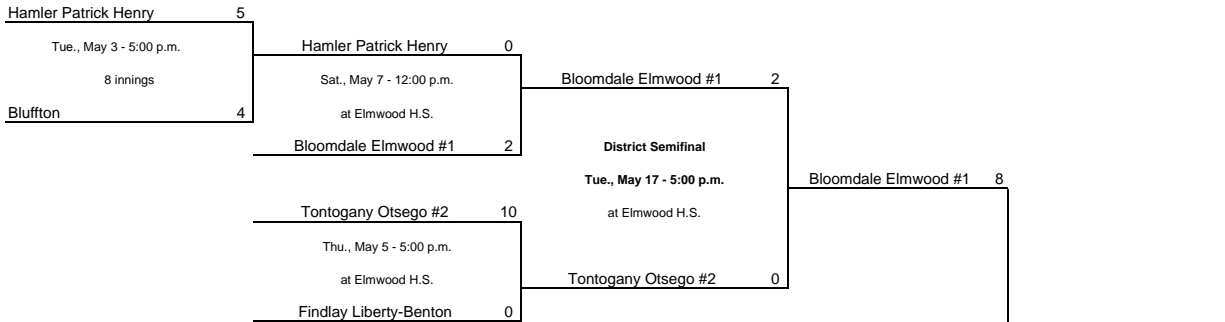 Hamler Patrick Henry 5
Tue., May 3 - 5:00 p.m.
8 innings
Bluffton 4
Hamler Patrick Henry 0
Sat., May 7 - 12:00 p.m.
at Elmwood H.S.
Bloomdale Elmwood #1 2
Tontogany Otsego #2 10
Thu., May 5 - 5:00 p.m.
at Elmwood H.S.
Findlay Liberty-Benton 0
Bloomdale Elmwood #1 2
District Semifinal
Tue., May 17 - 5:00 p.m.
at Elmwood H.S.
Tontogany Otsego #2 0
Bloomdale Elmwood #1 8